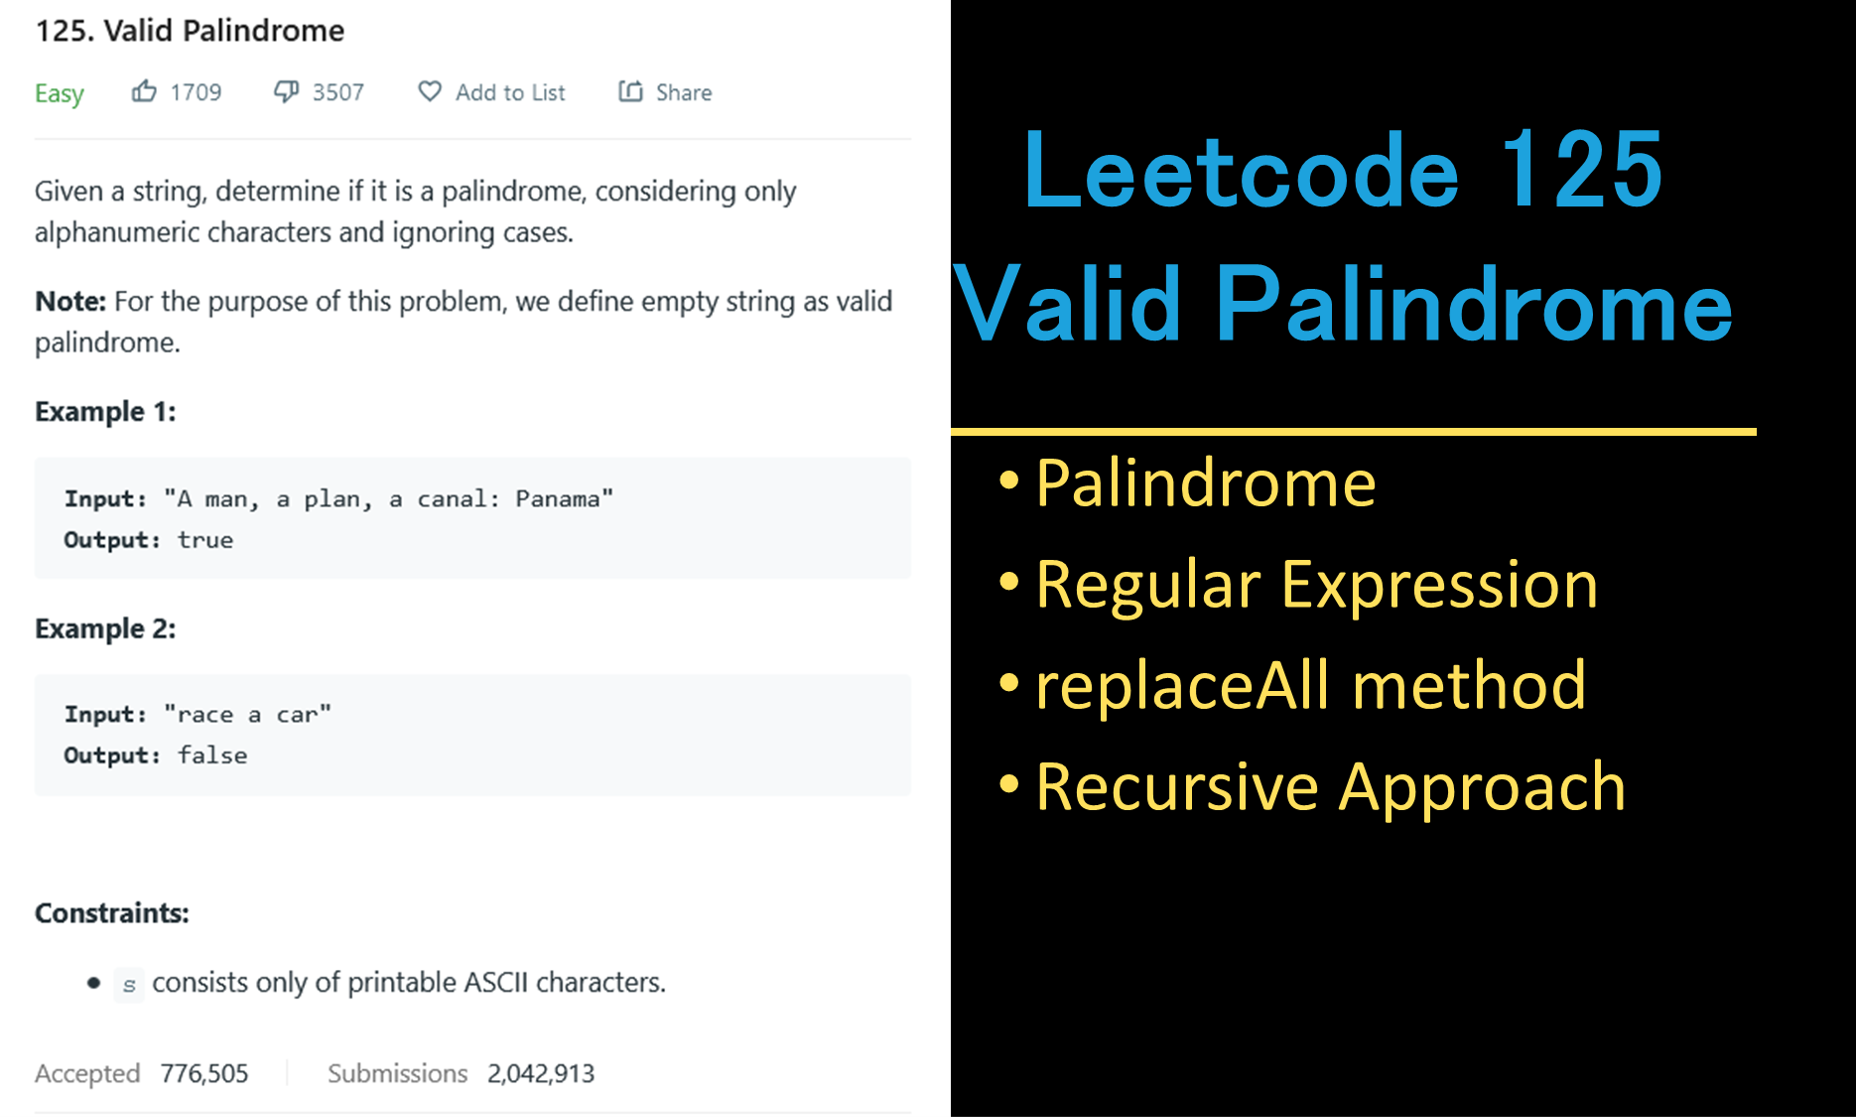 125. Valid Palindrome
Easy 1709 3507 Add to List Share
Given a string, determine if it is a palindrome, considering only
alphanumeric characters and ignoring cases.
Note: For the purpose of this problem, we define empty string as valid
palindrome.
Example 1:
Input: "A man, a plan, a canal: Panama"
Output: true
Example 2:
Input: "race a car"
Output: false
Constraints:
• s consists only of printable ASCII characters.
Accepted 776,505 Submissions 2,042,913
Leetcode 125
Valid Palindrome
• Palindrome
• Regular Expression
• replaceAll method
• Recursive Approach